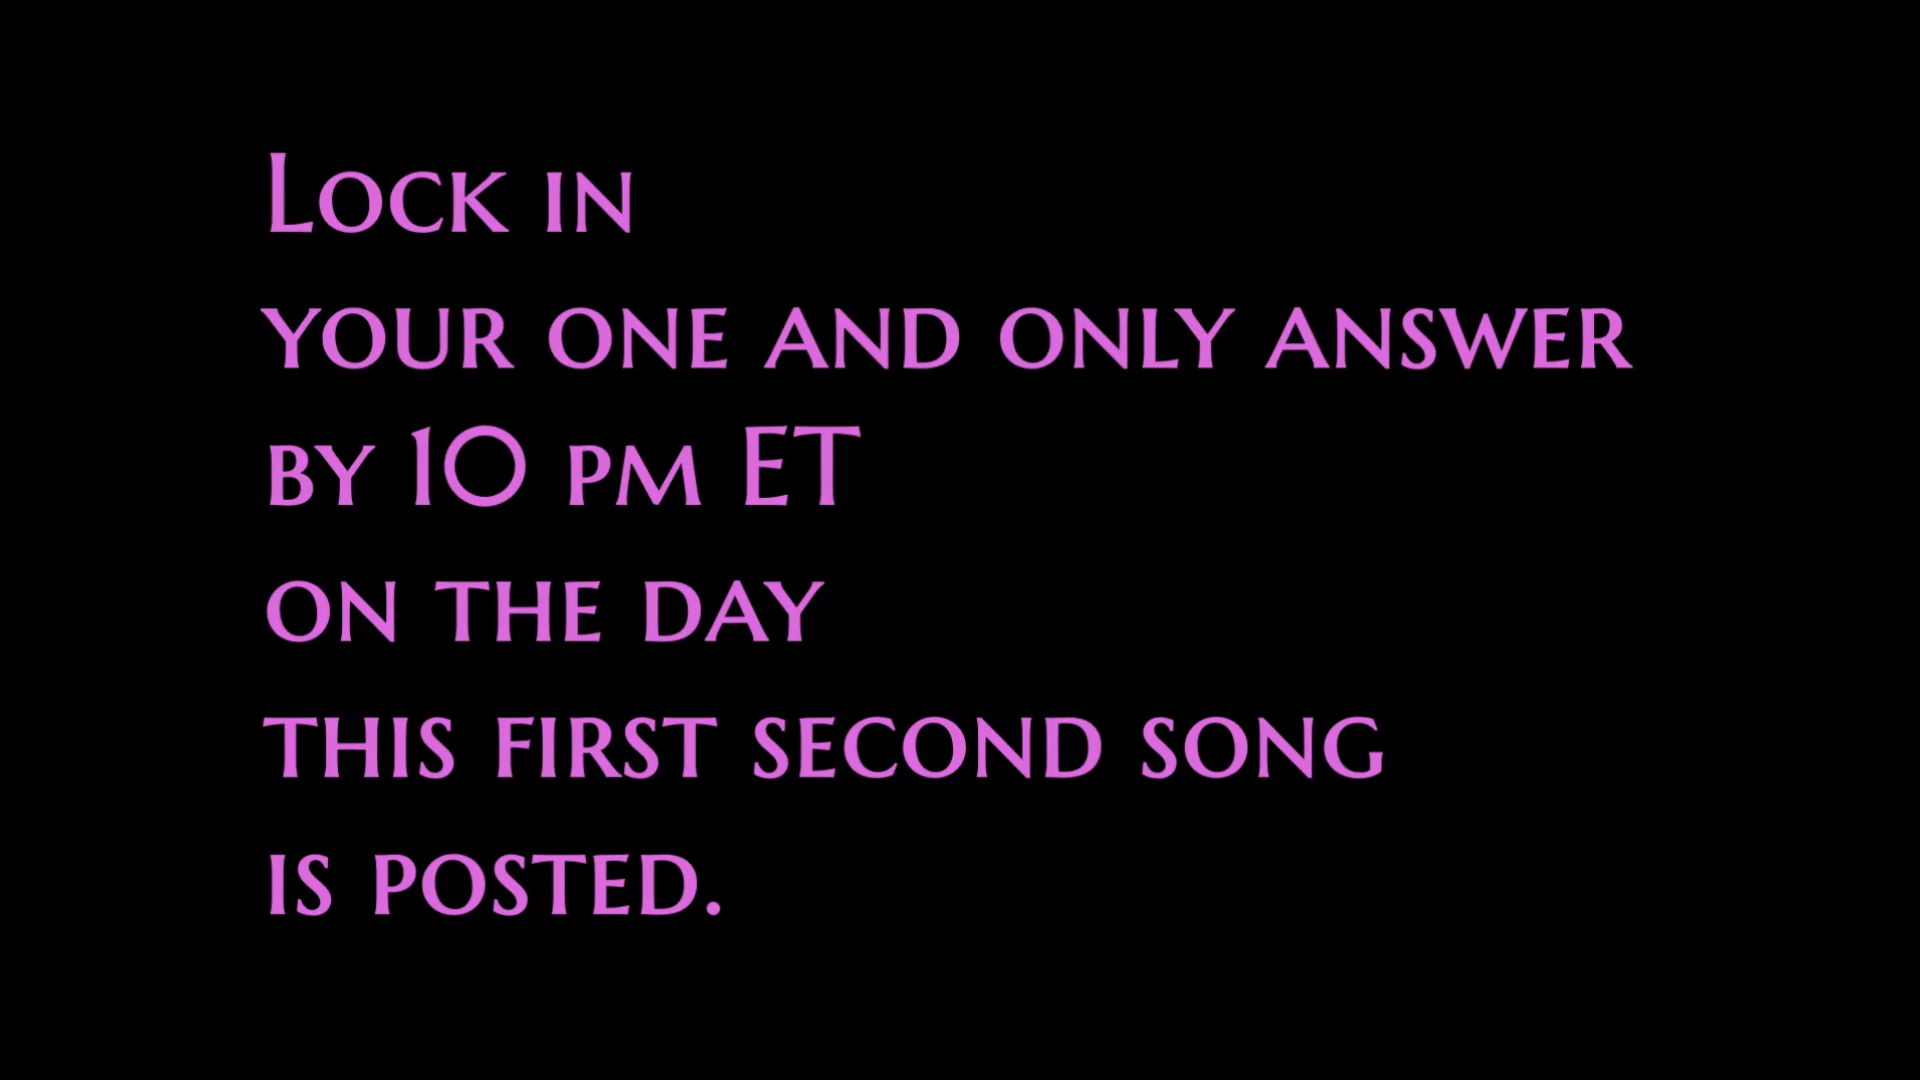 Lock in
your one and only answer
by 10 pm ET
on the day
this first second song
is posted.